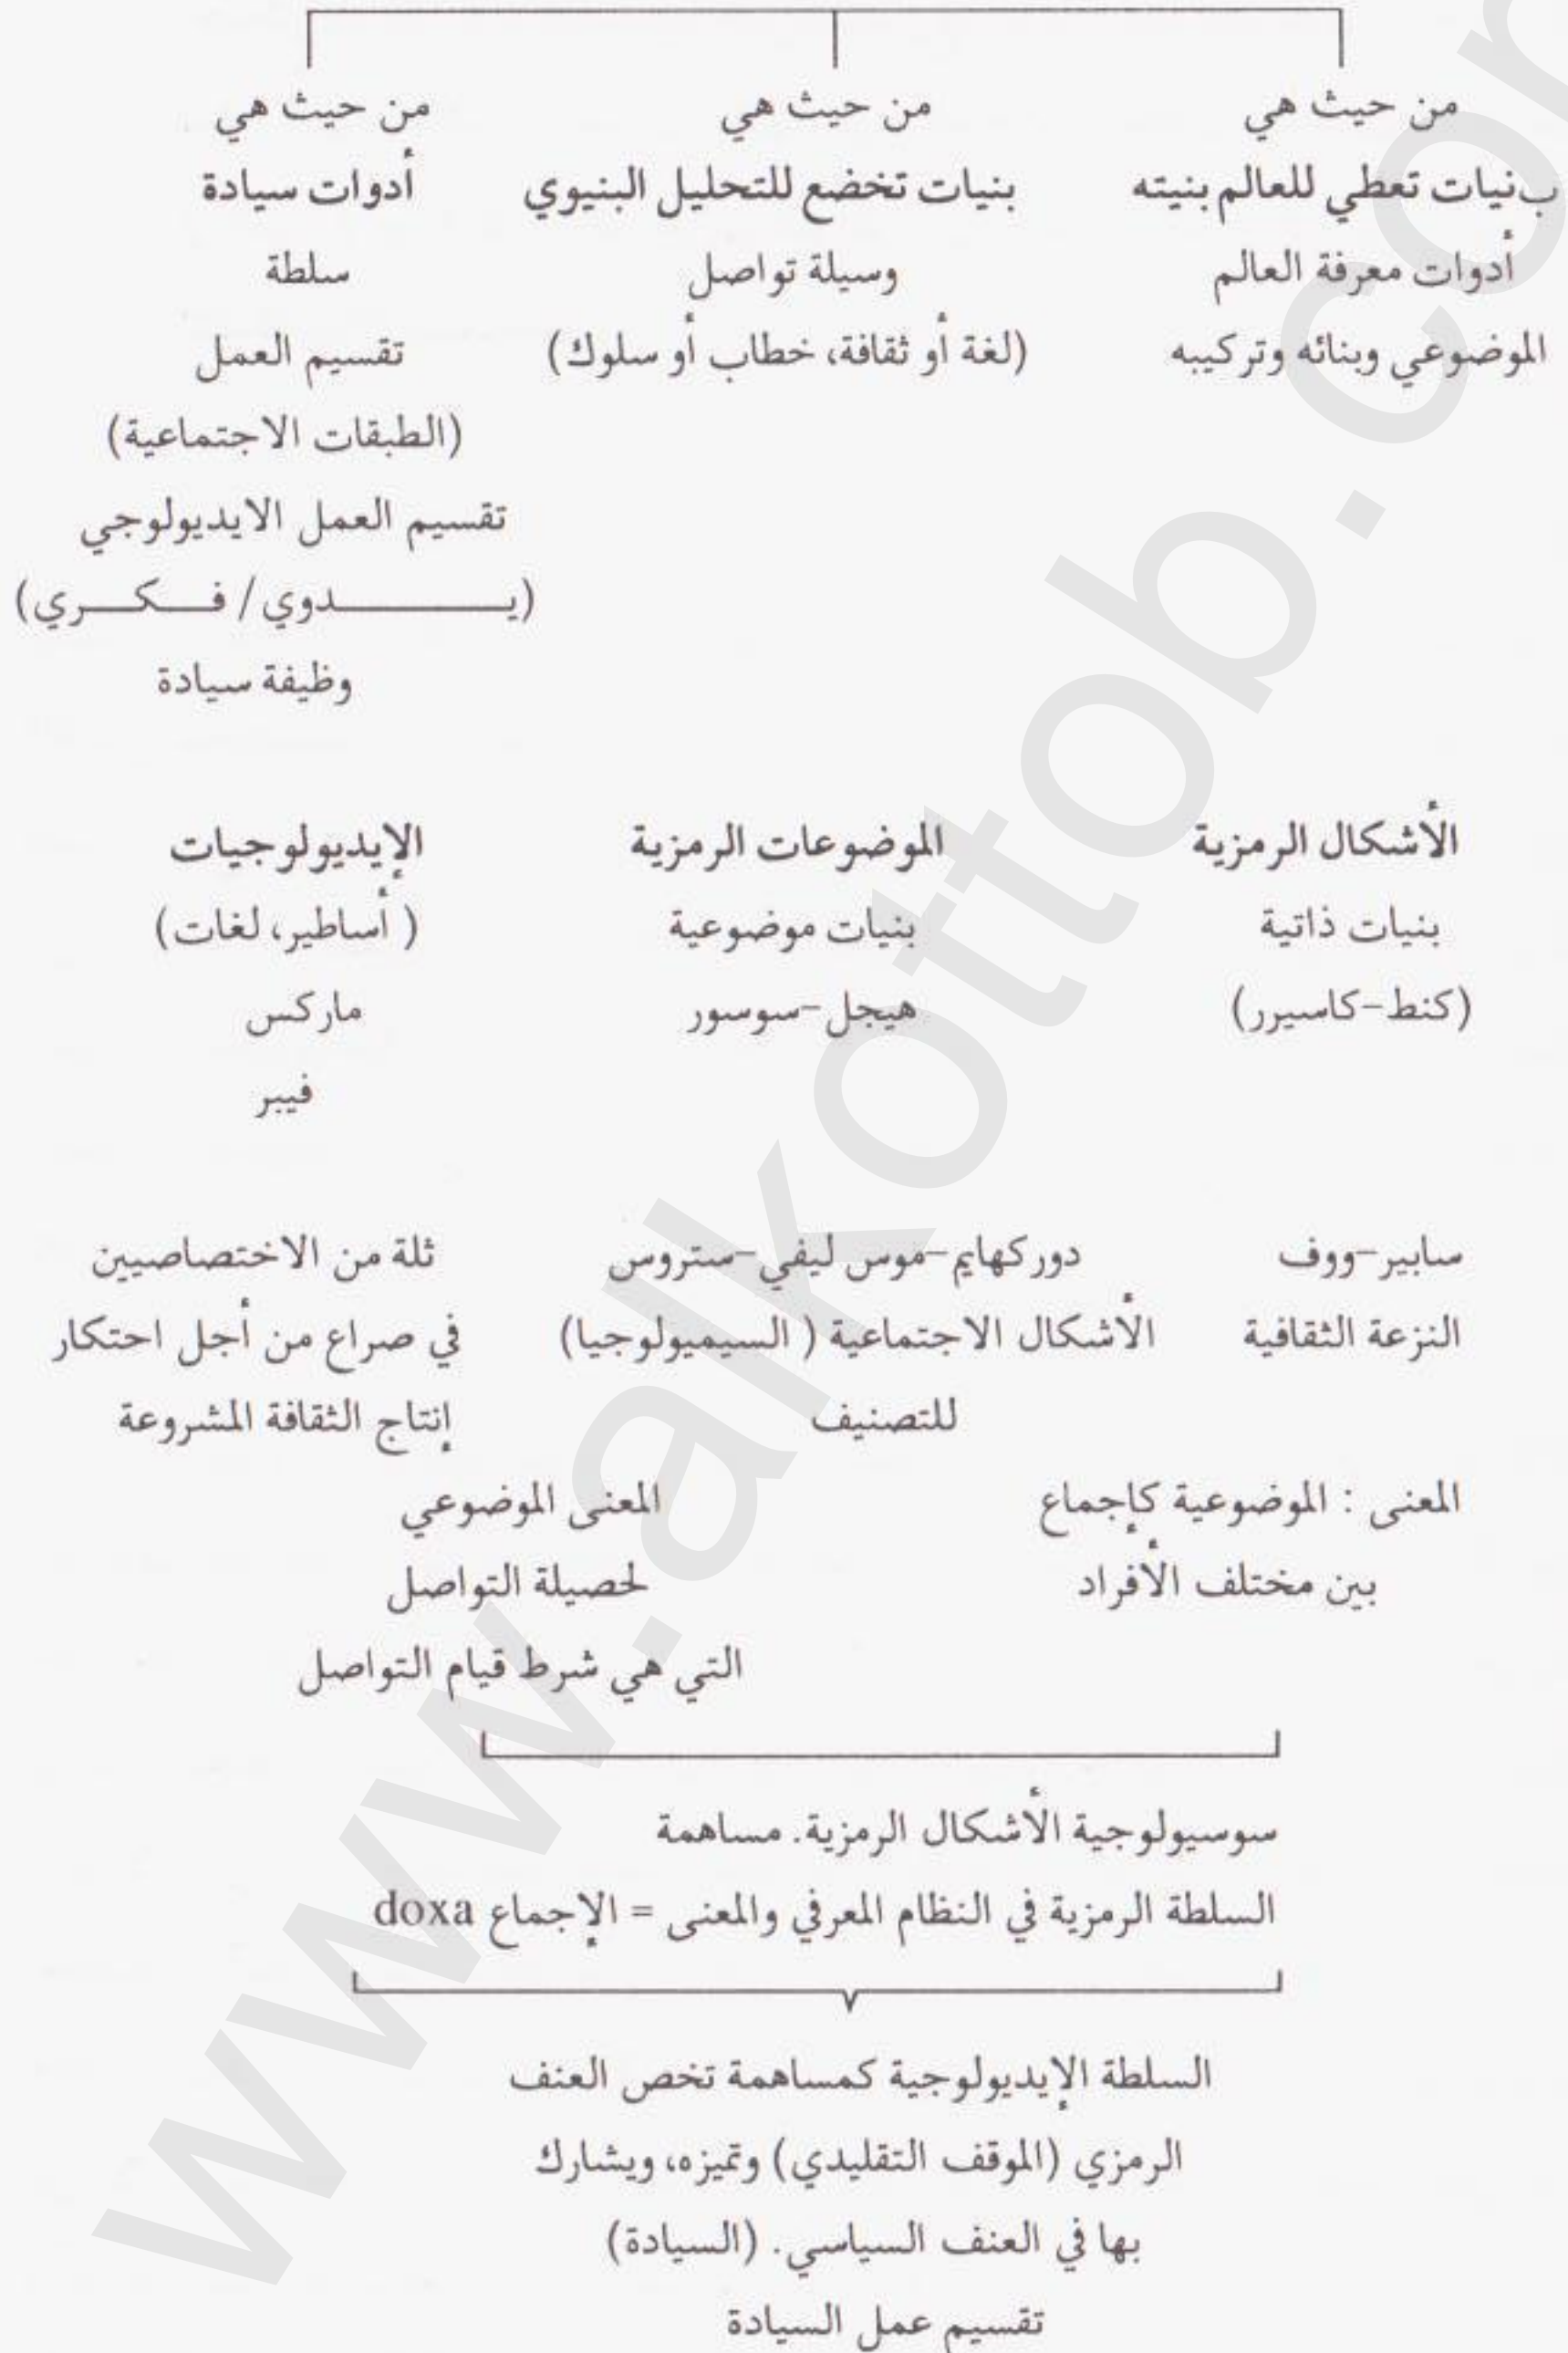 من حيث هي
بنيات تعطي للعالم بنيته
أدوات معرفة العالم
الموضوعي وبنائه وتركيبه
من حيث هي
بنيات تخضع للتحليل البنيوي
وسيلة تواصل
(لغة أو ثقافة، خطاب أو سلوك)
من حيث هي
أدوات سيادة
سلطة
تقسيم العمل
(الطبقات الاجتماعية)
تقسيم العمل الايديولوجي
(يـــــــدوي / فـــكـــري)
وظيفة سيادة
الأشكال الرمزية
بنيات ذاتية
(كنط-كاسيرر)
الموضوعات الرمزية
بنيات موضوعية
هيجل-سوسور
الإيديولوجيات
( أساطير، لغات)
ماركس
فيبر
سابير-ووف
النزعة الثقافية
دوركهايم-موس ليفي-ستروس
الأشكال الاجتماعية ( السيميولوجيا)
للتصنيف
ثلة من الاختصاصيين
في صراع من أجل احتكار
إنتاج الثقافة المشروعة
المعنى : الموضوعية كإجماع
بين مختلف الأفراد
المعنى الموضوعي
لحصيلة التواصل
التي هي شرط قيام التواصل
سوسيولوجية الأشكال الرمزية. مساهمة
السلطة الرمزية في النظام المعرفي والمعنى = الإجماع doxa
السلطة الإيديولوجية كمساهمة تخص العنف
الرمزي (الموقف التقليدي) وتميزه، ويشارك
بها في العنف السياسي. (السيادة)
تقسيم عمل السيادة
www.alkottob.com